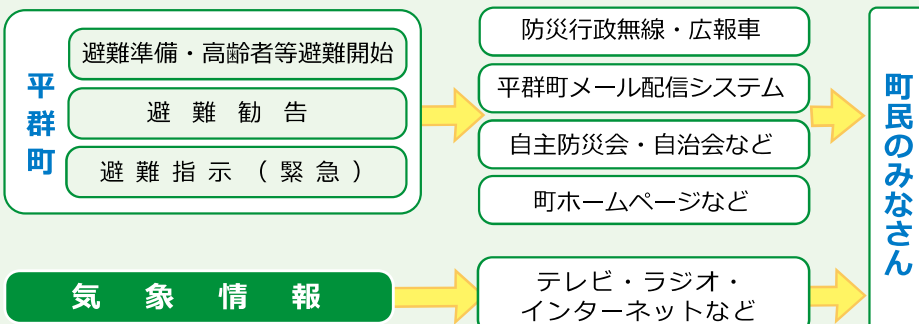 平群町
避難準備・高齢者等避難開始
避難勧告
避難指示（緊急）
防災行政無線・広報車
平群町メール配信システム
自主防災会・自治会など
町ホームページなど
町民のみなさん
気象情報
テレビ・ラジオ・
インターネットなど